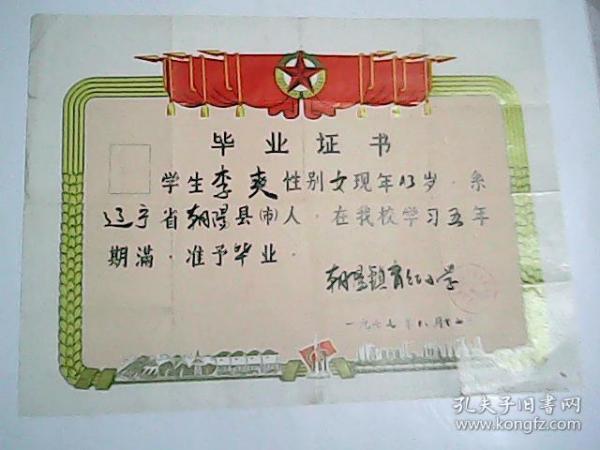 毕业证书
学生李爽性别女现年13岁.系
辽宁省朝阳县(市)人.在我校学习五年
期满.准予毕业.
朝阳镇育红小学
一九七七年八月
孔夫子旧书网
www.kongfz.com